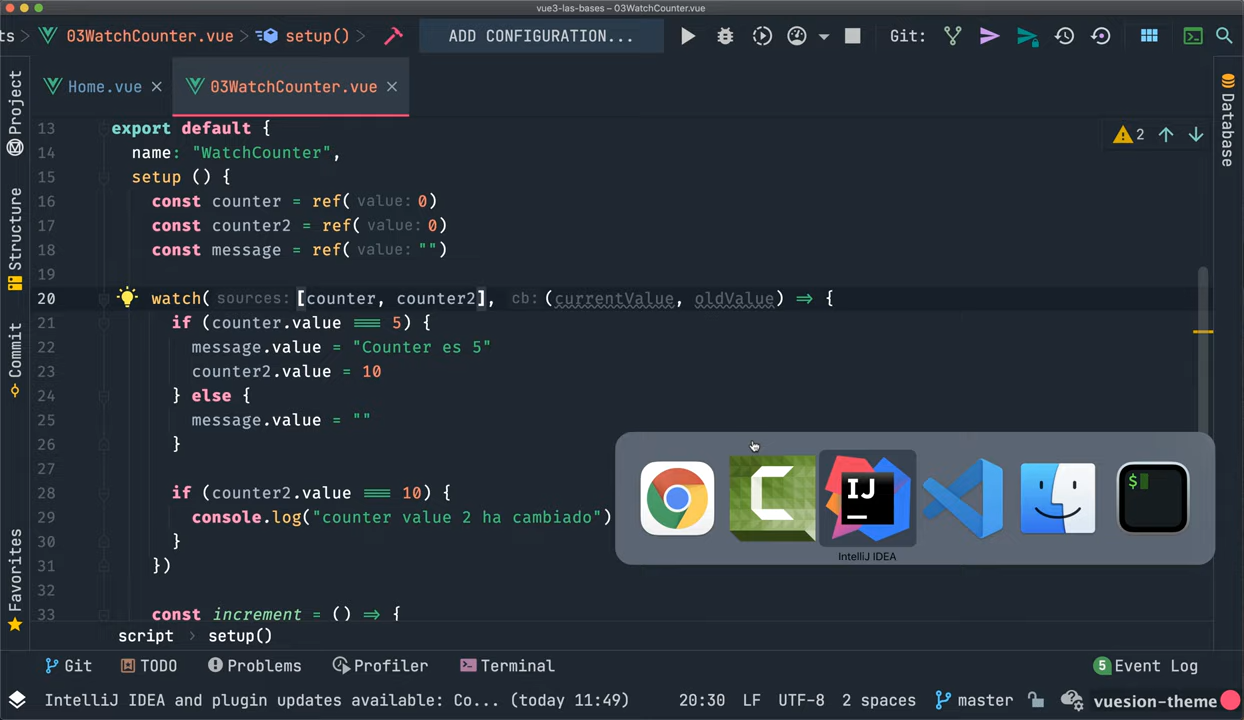 vue3-las-bases – 03WatchCounter.vue
ts > 03WatchCounter.vue > setup() > ADD CONFIGURATION... Git:
Home.vue × 03WatchCounter.vue ×
Project
Structure
Commit
Favorites
Database
2
13 export default {
14 name: "WatchCounter",
15 setup () {
16 const counter = ref( value: 0)
17 const counter2 = ref( value: 0)
18 const message = ref( value: "")
19
20 watch( sources: [counter, counter2], cb: (currentValue, oldValue) => {
21 if (counter.value === 5) {
22 message.value = "Counter es 5"
23 counter2.value = 10
24 } else {
25 message.value = ""
26 }
27
28 if (counter2.value === 10) {
29 console.log("counter value 2 ha cambiado")
30 }
31 })
32
33 const increment = () => {
IJ
$
IntelliJ IDEA
script > setup()
Git TODO Problems Profiler Terminal 5 Event Log
IntelliJ IDEA and plugin updates available: Co... (today 11:49) 20:30 LF UTF-8 2 spaces master vuesion-theme